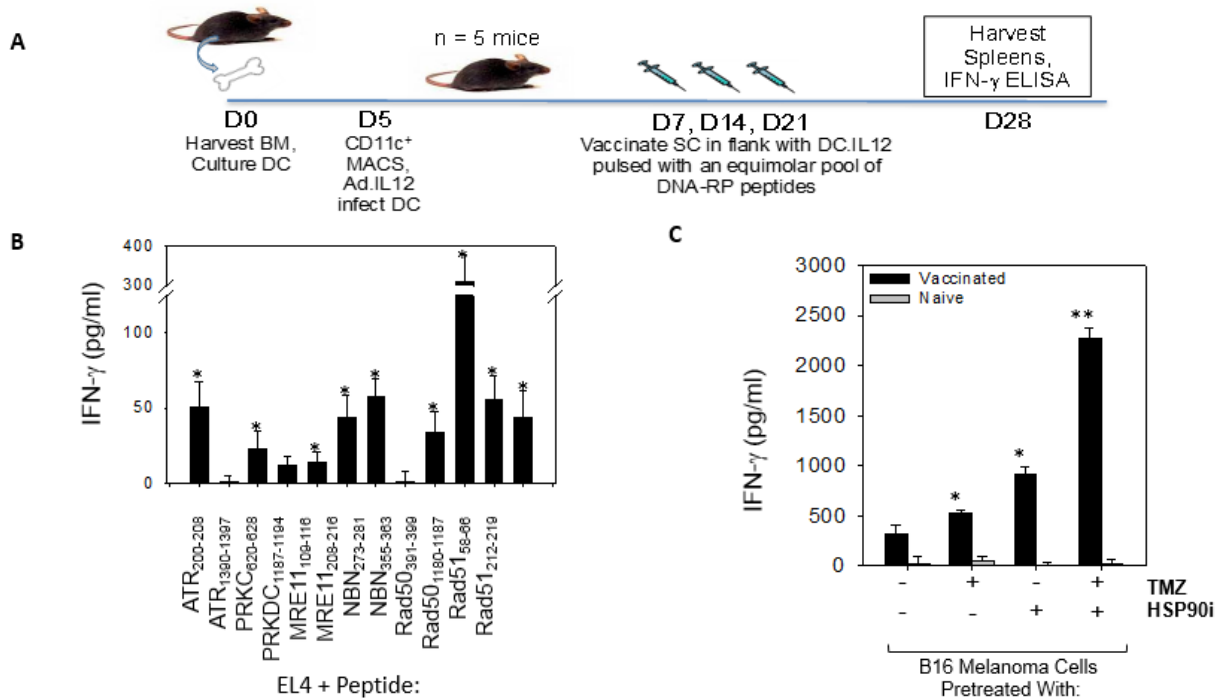 A
n = 5 mice
Harvest
Spleens,
IFN-γ ELISA
D0
D5
D7, D14, D21
D28
Harvest BM,
Culture DC
CD11c⁺
MACS,
Ad.IL12
infect DC
Vaccinate SC in flank with DC.IL12
pulsed with an equimolar pool of
DNA-RP peptides
B
IFN-γ (pg/ml)
400
300
100
50
0
*
*
*
*
*
*
*
*
*
ATR200-208
ATR1390-1397
PRKC620-628
PRKDC1187-1194
MRE11109-116
MRE11208-216
NBN273-281
NBN355-363
Rad50391-399
Rad501180-1187
Rad5158-66
Rad51212-219
EL4 + Peptide:
C
IFN-γ (pg/ml)
3000
2500
2000
1500
1000
500
0
Vaccinated
Naive
*
*
**
- + - + TMZ
- - + + HSP90i
B16 Melanoma Cells
Pretreated With: